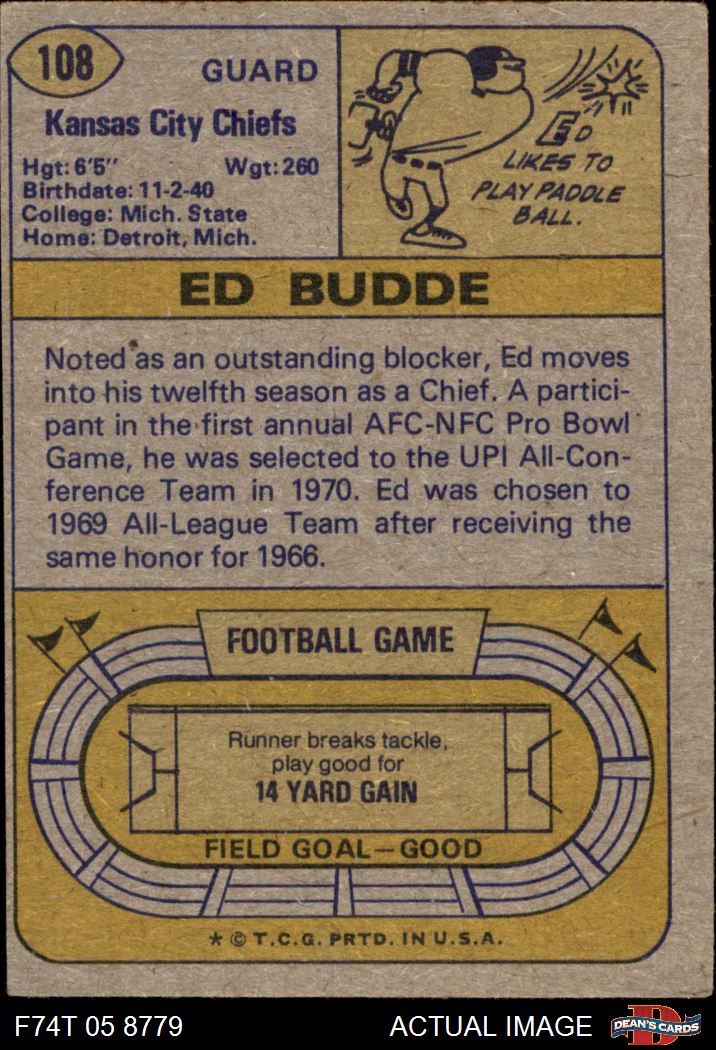 108
GUARD
Kansas City Chiefs
Hgt: 6'5" Wgt: 260
Birthdate: 11-2-40
College: Mich. State
Home: Detroit, Mich.
ED
LIKES TO
PLAY PADDLE
BALL.
ED BUDDE
Noted as an outstanding blocker, Ed moves
into his twelfth season as a Chief. A partici-
pant in the first annual AFC-NFC Pro Bowl
Game, he was selected to the UPI All-Con-
ference Team in 1970. Ed was chosen to
1969 All-League Team after receiving the
same honor for 1966.
FOOTBALL GAME
Runner breaks tackle,
play good for
14 YARD GAIN
FIELD GOAL—GOOD
* © T.C.G. PRTD. IN U.S.A.
F74T 05 8779 ACTUAL IMAGE
D
DEAN'S CARDS